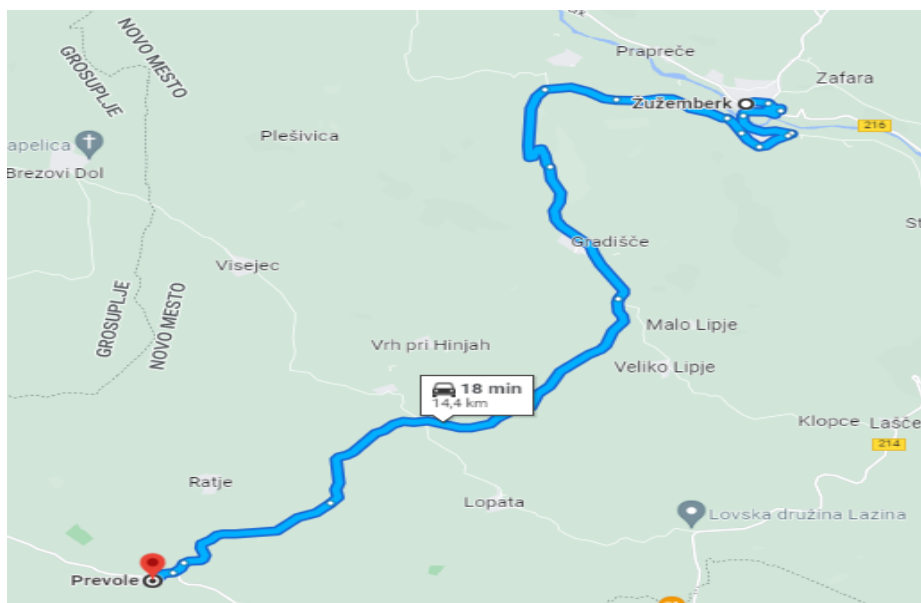 NOVO MESTO
GROSUPLJE
Prapreče
Zafara
Žužemberk
216
Plešivica
apelica
Brezovi Dol
Gradišče
Visejec
GROSUPLJE
NOVO MESTO
Malo Lipje
Vrh pri Hinjah
Veliko Lipje
18 min
14,4 km
Klopce
Lašče
214
Ratje
Lopata
Lovska družina Lazina
Prevole